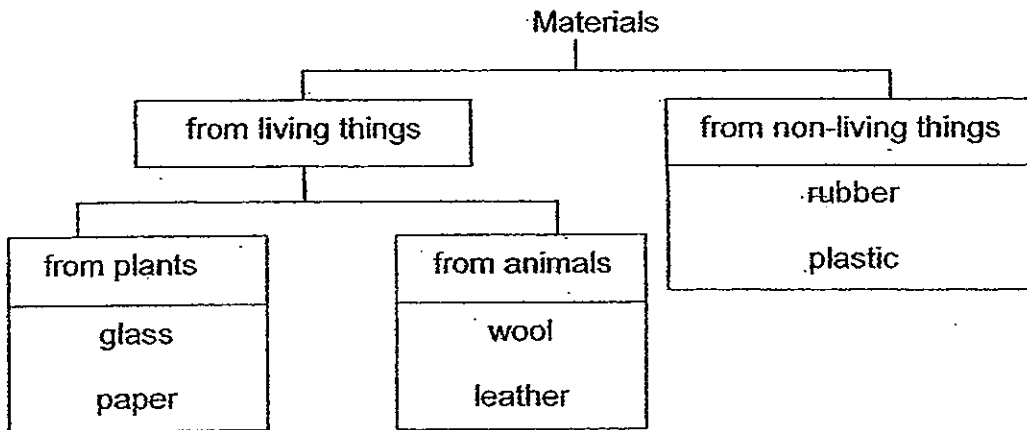 Materials
from living things
from non-living things
rubber
plastic
from plants
glass
paper
from animals
wool
leather